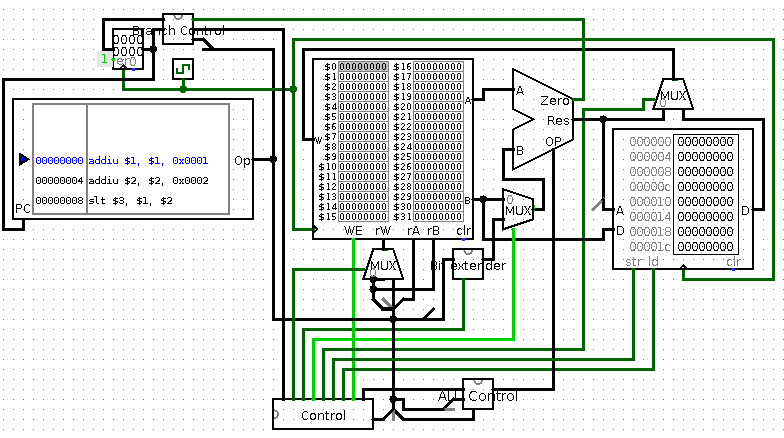 Branch Control
0000
0000
1 er0
$0 00000000 $16 00000000
$1 00000000 $17 00000000
$2 00000000 $18 00000000
$3 00000000 $19 00000000
$4 00000000 $20 00000000
$5 00000000 $21 00000000
$6 00000000 $22 00000000
$7 00000000 $23 00000000
$8 00000000 $24 00000000
$9 00000000 $25 00000000
$10 00000000 $26 00000000
$11 00000000 $27 00000000
$12 00000000 $28 00000000
$13 00000000 $29 00000000
$14 00000000 $30 00000000
$15 00000000 $31 00000000
W
A
B
WE rW rA rB clr
00000000 addiu $1, $1, 0x0001
00000004 addiu $2, $2, 0x0002
00000008 slt $3, $1, $2
Op
PC
A
Zero
Res
OP
B
MUX
0
MUX
0
000000 00000000
000004 00000000
000008 00000000
00000c 00000000
000010 00000000
000014 00000000
000018 00000000
00001c 00000000
A
D
D
str ld clr
MUX
Bit extender
ALU Control
Control